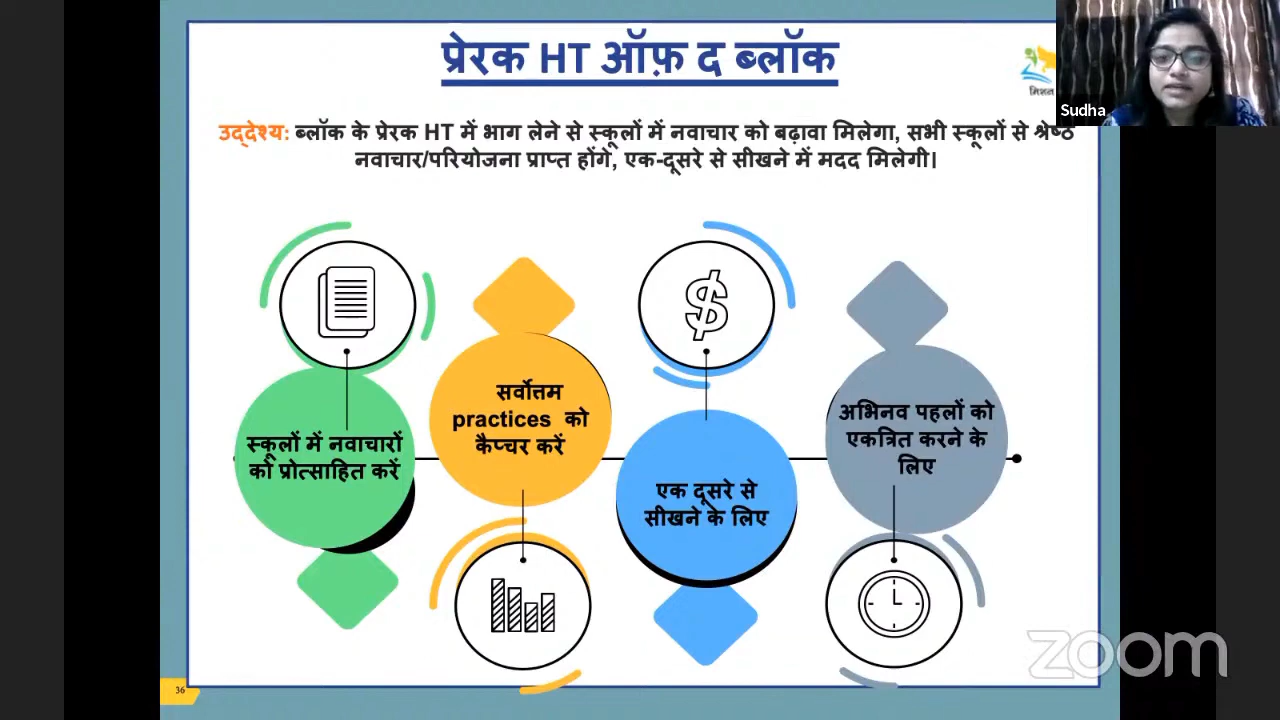 प्रेरक HT ऑफ़ द ब्लॉक
मिशन
Sudha
उद्देश्य: ब्लॉक के प्रेरक HT में भाग लेने से स्कूलों में नवाचार को बढ़ावा मिलेगा, सभी स्कूलों से श्रेष्ठ
नवाचार/परियोजना प्राप्त होंगे, एक-दूसरे से सीखने में मदद मिलेगी।
स्कूलों में नवाचारों
को प्रोत्साहित करें
सर्वोत्तम
practices को
कैप्चर करें
$
एक दूसरे से
सीखने के लिए
अभिनव पहलों को
एकत्रित करने के
लिए
zoom
36